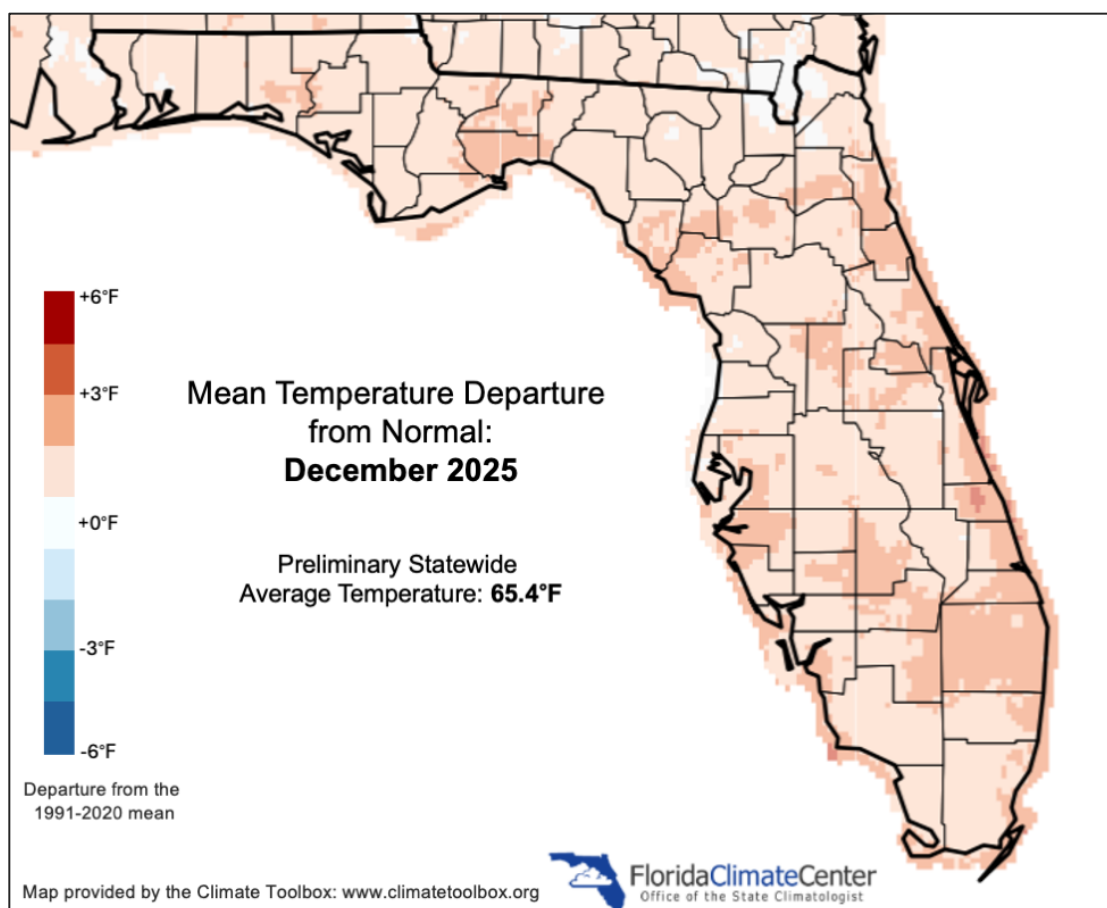 +6°F
+3°F
+0°F
-3°F
-6°F
Departure from the
1991-2020 mean
Mean Temperature Departure
from Normal:
December 2025
Preliminary Statewide
Average Temperature: 65.4°F
Map provided by the Climate Toolbox: www.climatetoolbox.org
FloridaClimateCenter
Office of the State Climatologist